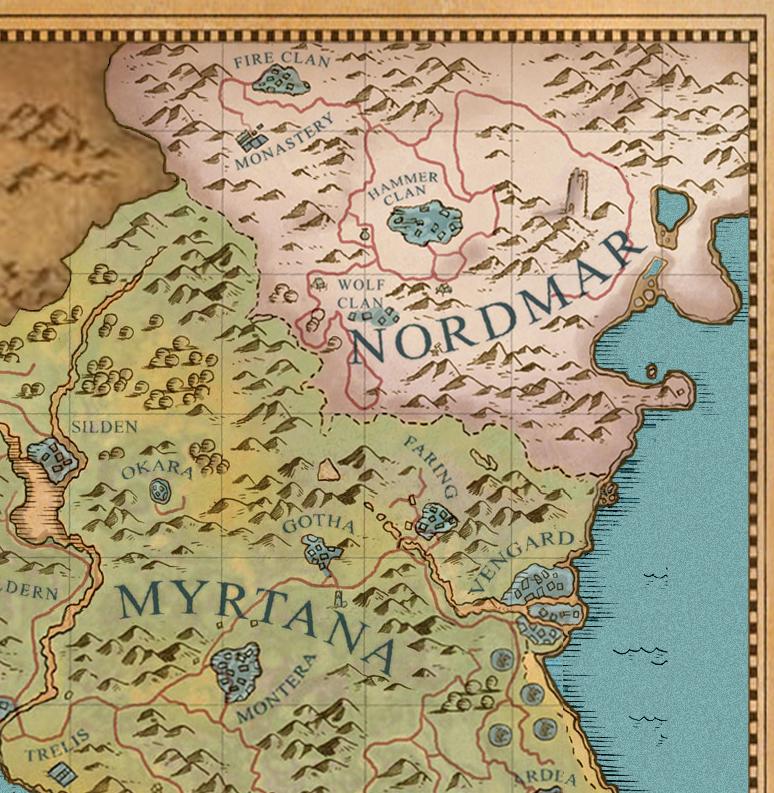 FIRE CLAN
MONASTERY
HAMMER
CLAN
WOLF
CLAN
NORDMAR
SILDEN
OKARA
FARING
GOTHA
VENGARD
LDERN
MYRTANA
MONTERA
TRELIS
ARDEA